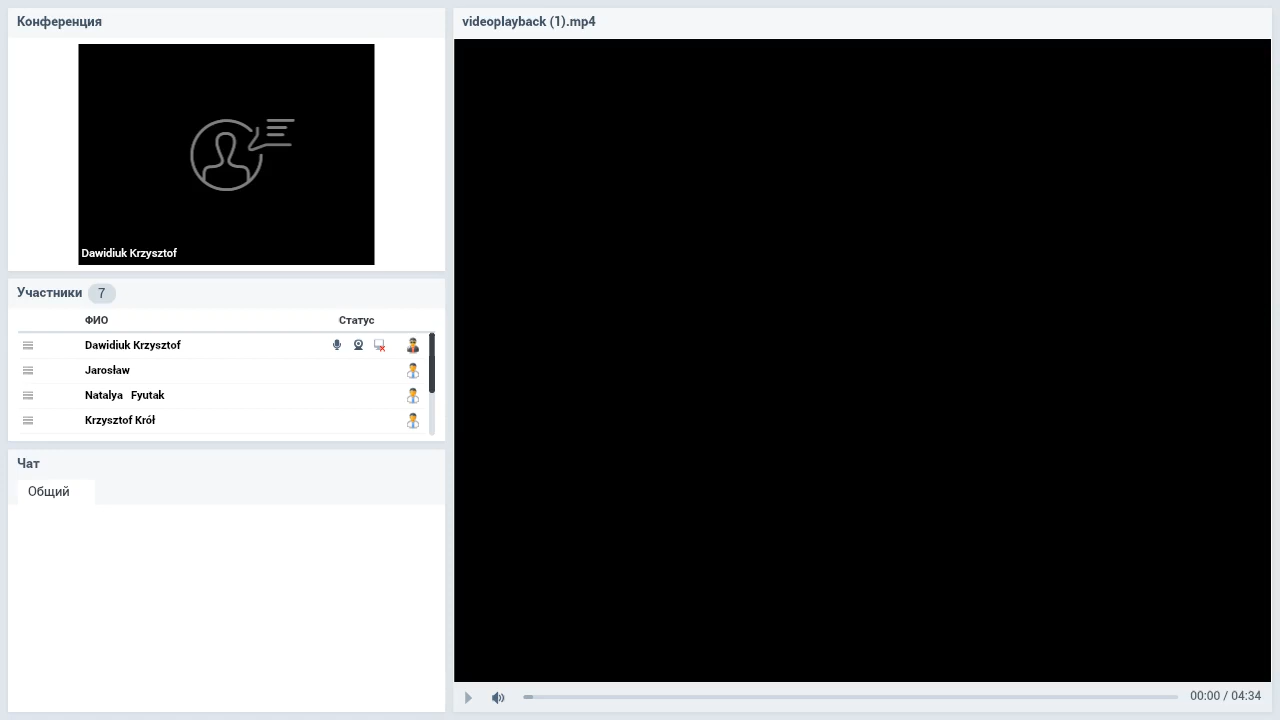 Конференция
Dawidiuk Krzysztof
Участники 7
ФИО Статус
Dawidiuk Krzysztof
Jarosław
Natalya Fyutak
Krzysztof Król
Чат
Общий
videoplayback (1).mp4
00:00 / 04:34